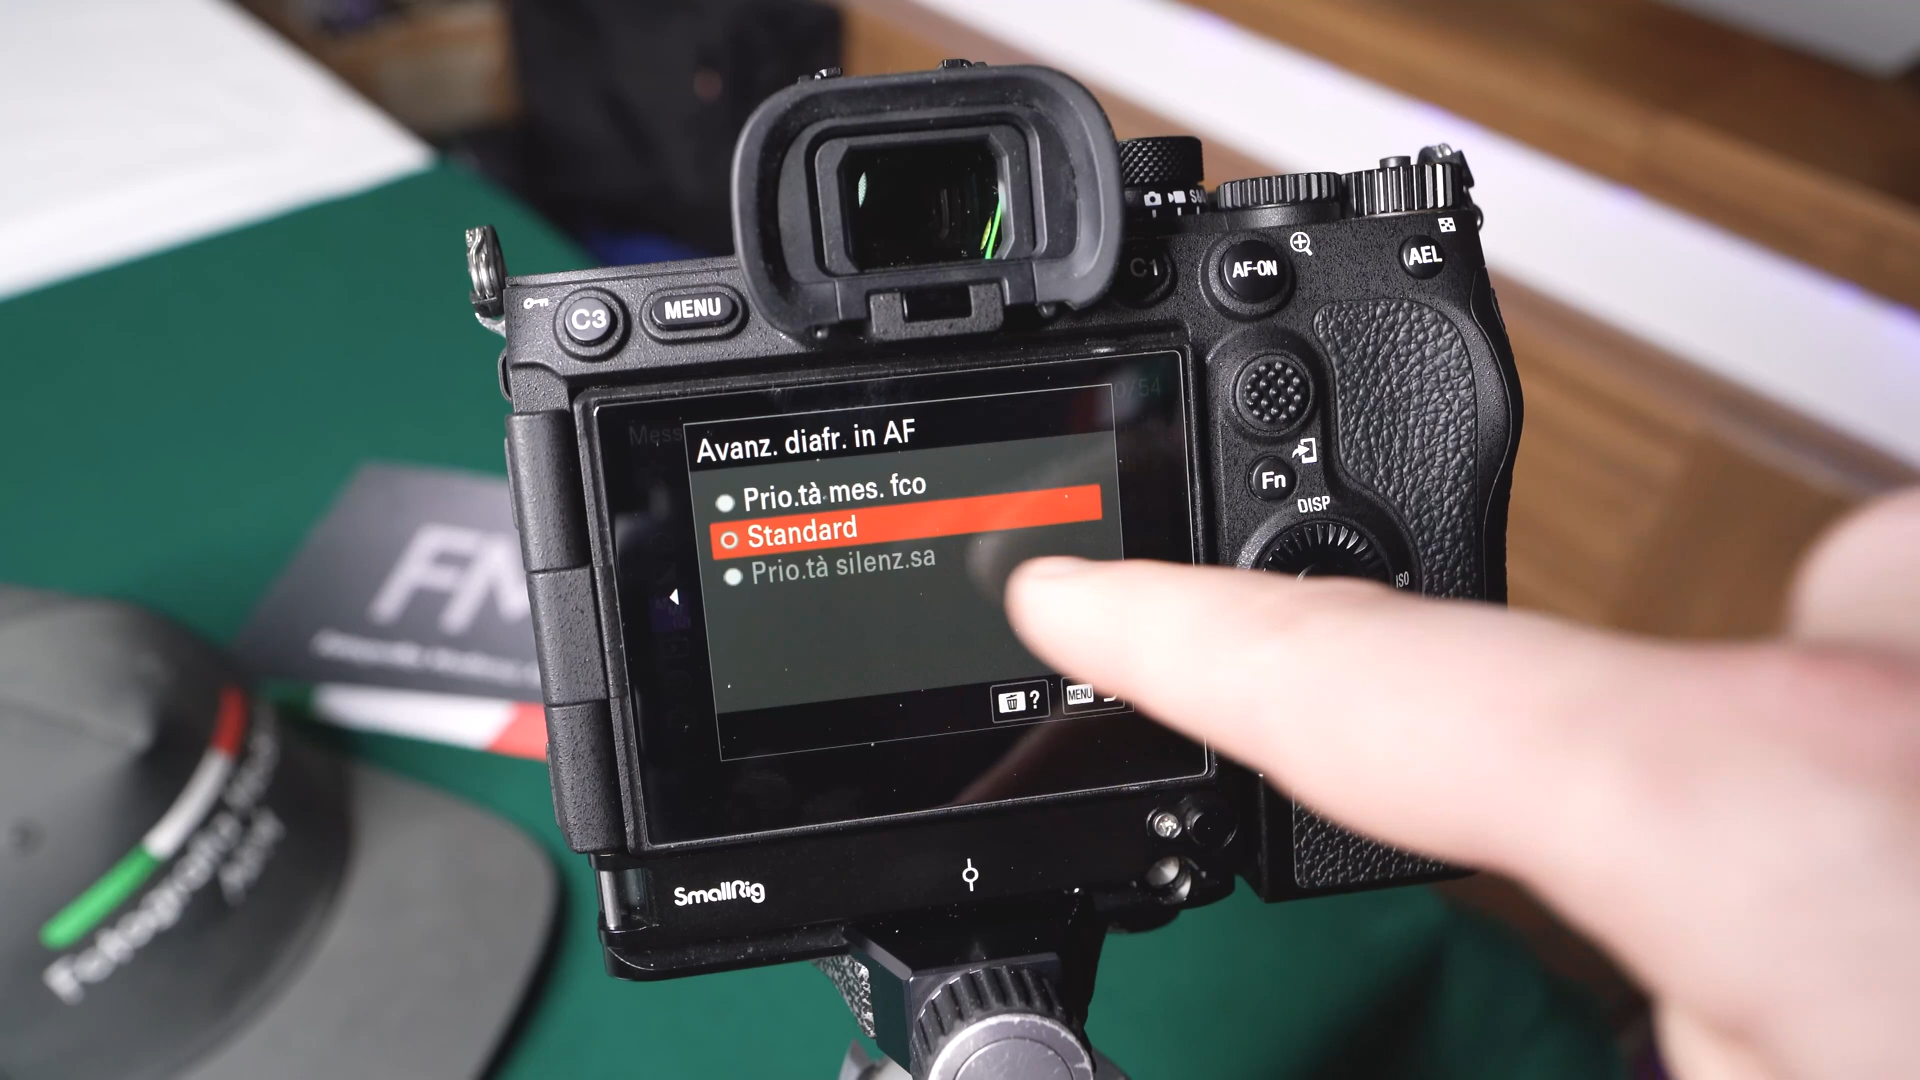 C3
MENU
C1
AF-ON
AEL
Fn
DISP
ISO
Avanz. diafr. in AF
Prio.tà mes. fco
Standard
Prio.tà silenz.sa
?
MENU
SmallRig
FM